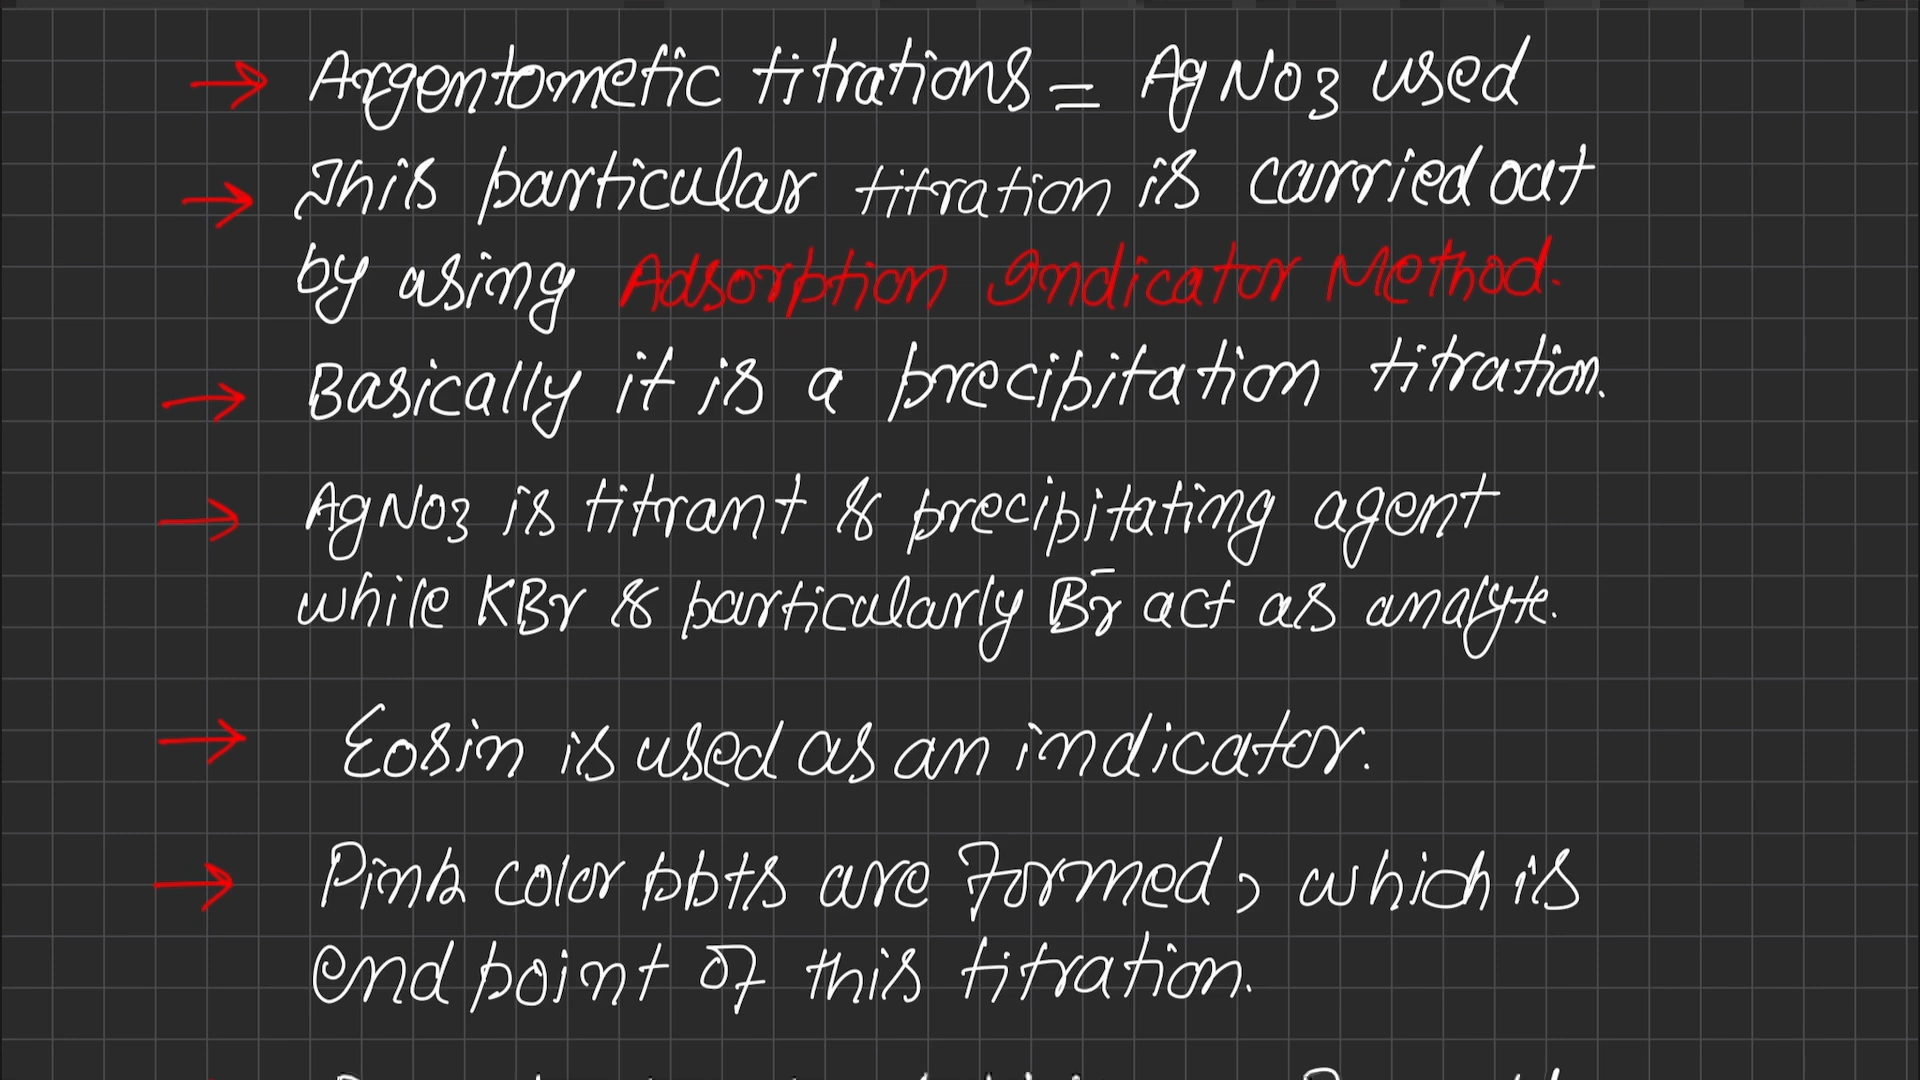 → Argentometic titrations = AgNO3 used
→ This particular titration is carried out
by using Adsorption Indicator Method.
→ Basically it is a precipitation titration.
→ AgNO3 is titrant & precipitating agent
while KBr & particularly Br⁻ act as analyte.
→ Eosin is used as an indicator.
→ Pink color ppts are formed, which is
end point of this titration.